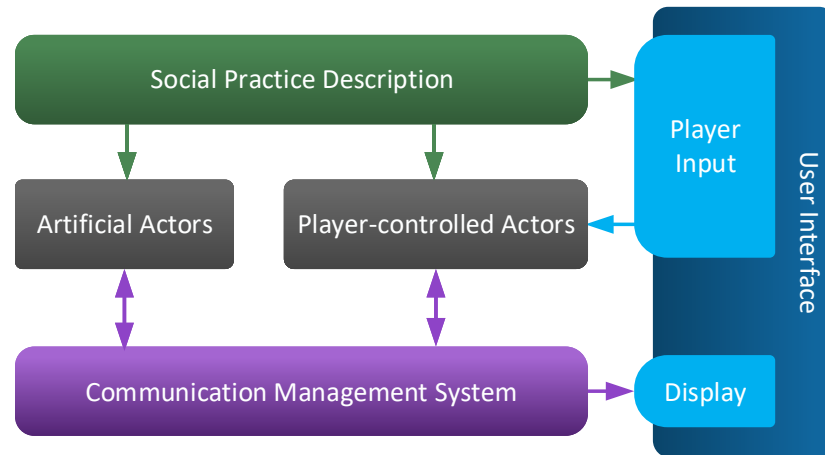 Social Practice Description
Player
Input
User Interface
Artificial Actors
Player-controlled Actors
Communication Management System
Display